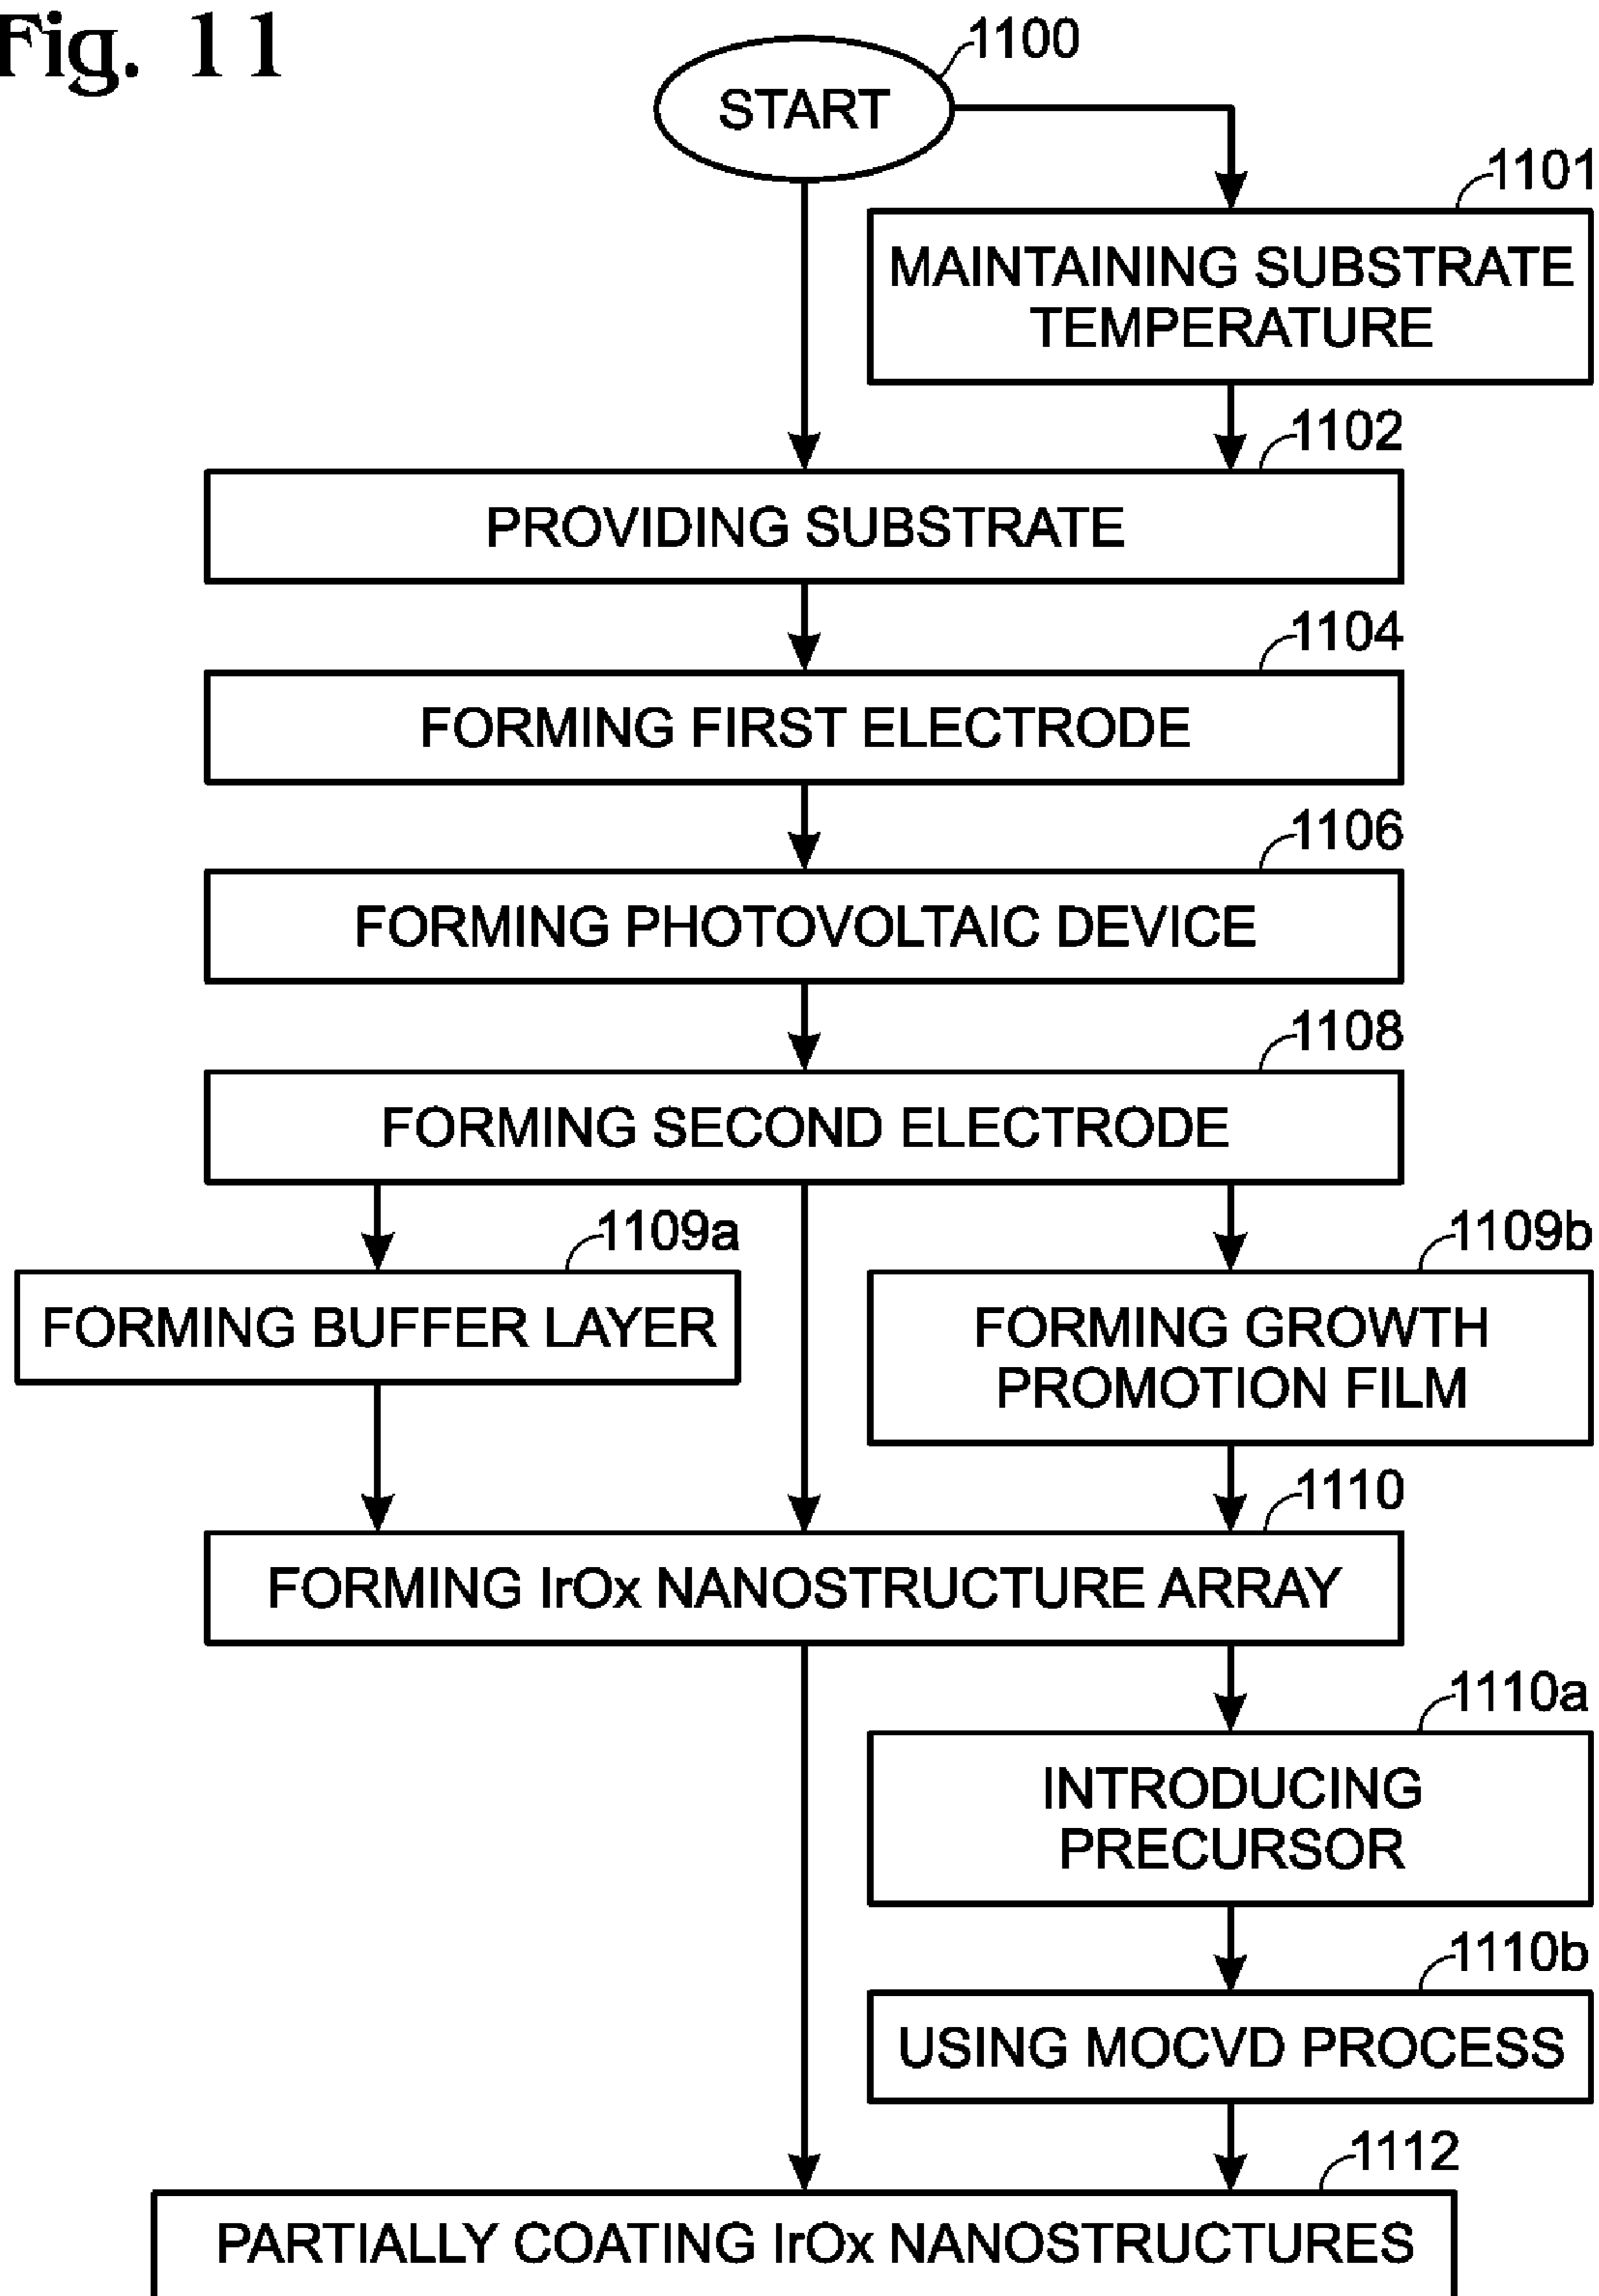 Fig. 11
1100
START
1101
MAINTAINING SUBSTRATE
TEMPERATURE
1102
PROVIDING SUBSTRATE
1104
FORMING FIRST ELECTRODE
1106
FORMING PHOTOVOLTAIC DEVICE
1108
FORMING SECOND ELECTRODE
1109a
FORMING BUFFER LAYER
1109b
FORMING GROWTH
PROMOTION FILM
1110
FORMING IrOx NANOSTRUCTURE ARRAY
1110a
INTRODUCING
PRECURSOR
1110b
USING MOCVD PROCESS
1112
PARTIALLY COATING IrOx NANOSTRUCTURES